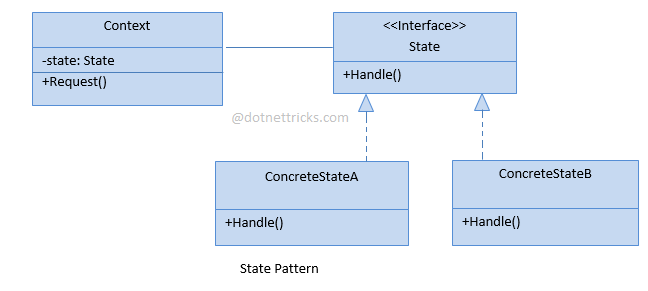 Context
-state: State
+Request()
<<Interface>>
State
+Handle()
@dotnettricks.com
ConcreteStateA
+Handle()
ConcreteStateB
+Handle()
State Pattern